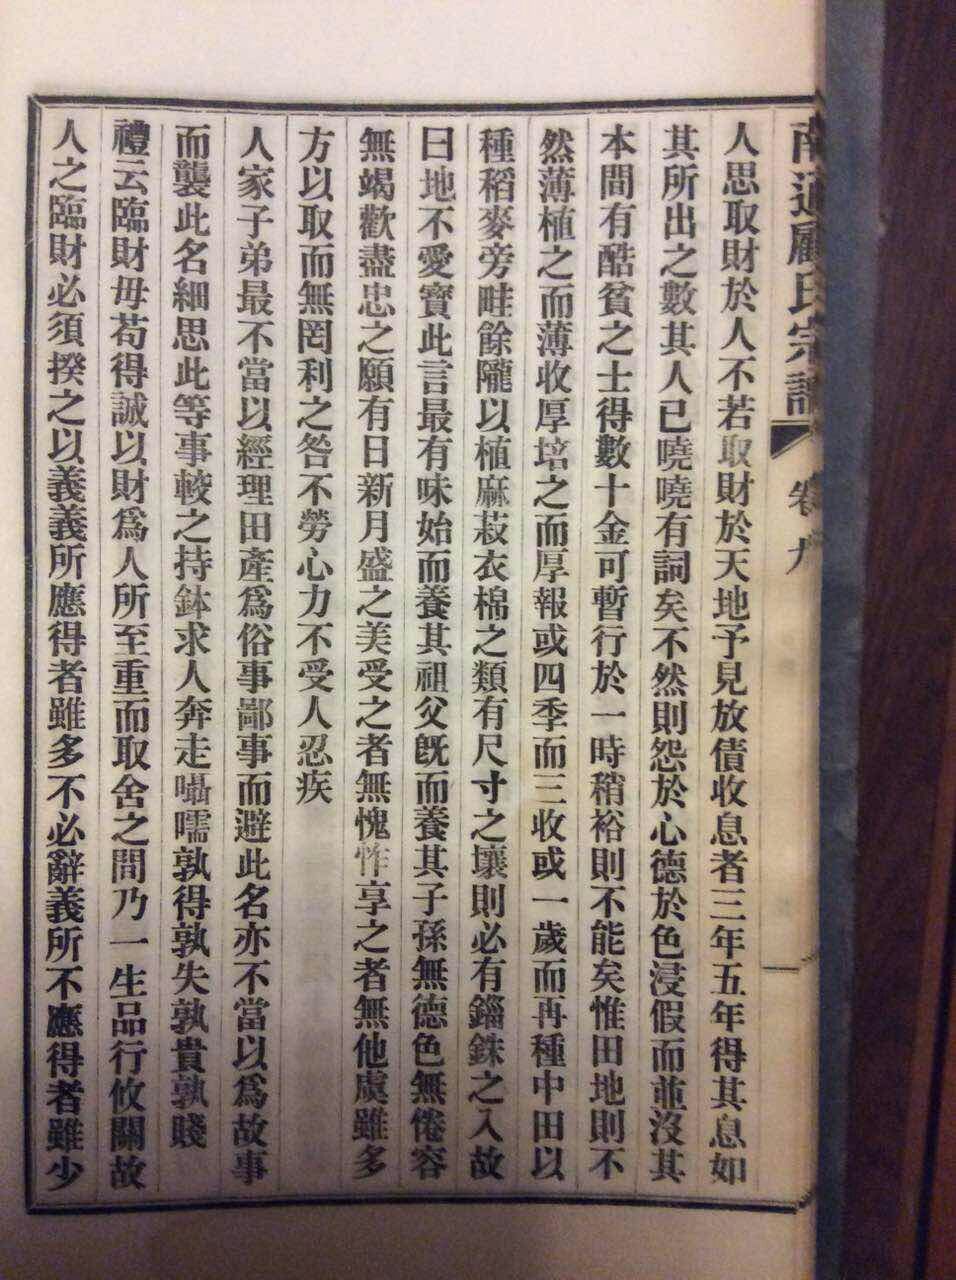 南通顧氏宗譜 卷九
人思取財於人不若取財於天地予見放債收息者三年五年得其息如
其所出之數其人已嘵嘵有詞矣不然則怨於心德於色浸假而並沒其
本間有酷貧之士得數十金可暫行於一時稍裕則不能矣惟田地則不
然薄植之而薄收厚培之而厚報或四季而三收或一歲而再種中田以
種稻麥旁畦餘隴以植麻菽衣棉之類有尺寸之壤則必有錙銖之入故
曰地不愛寶此言最有味始而養其祖父旣而養其子孫無德色無倦容
無竭歡盡忠之願有日新月盛之美受之者無愧怍享之者無他虞雖多
方以取而無罔利之咎不勞心力不受人忍疾
人家子弟最不當以經理田產爲俗事鄙事而避此名亦不當以爲故事
而襲此名細思此等事較之持鉢求人奔走囁嚅孰得孰失孰貴孰賤
禮云臨財毋苟得誠以財爲人所至重而取舍之間乃一生品行攸關故
人之臨財必須揆之以義義所應得者雖多不必辭義所不應得者雖少